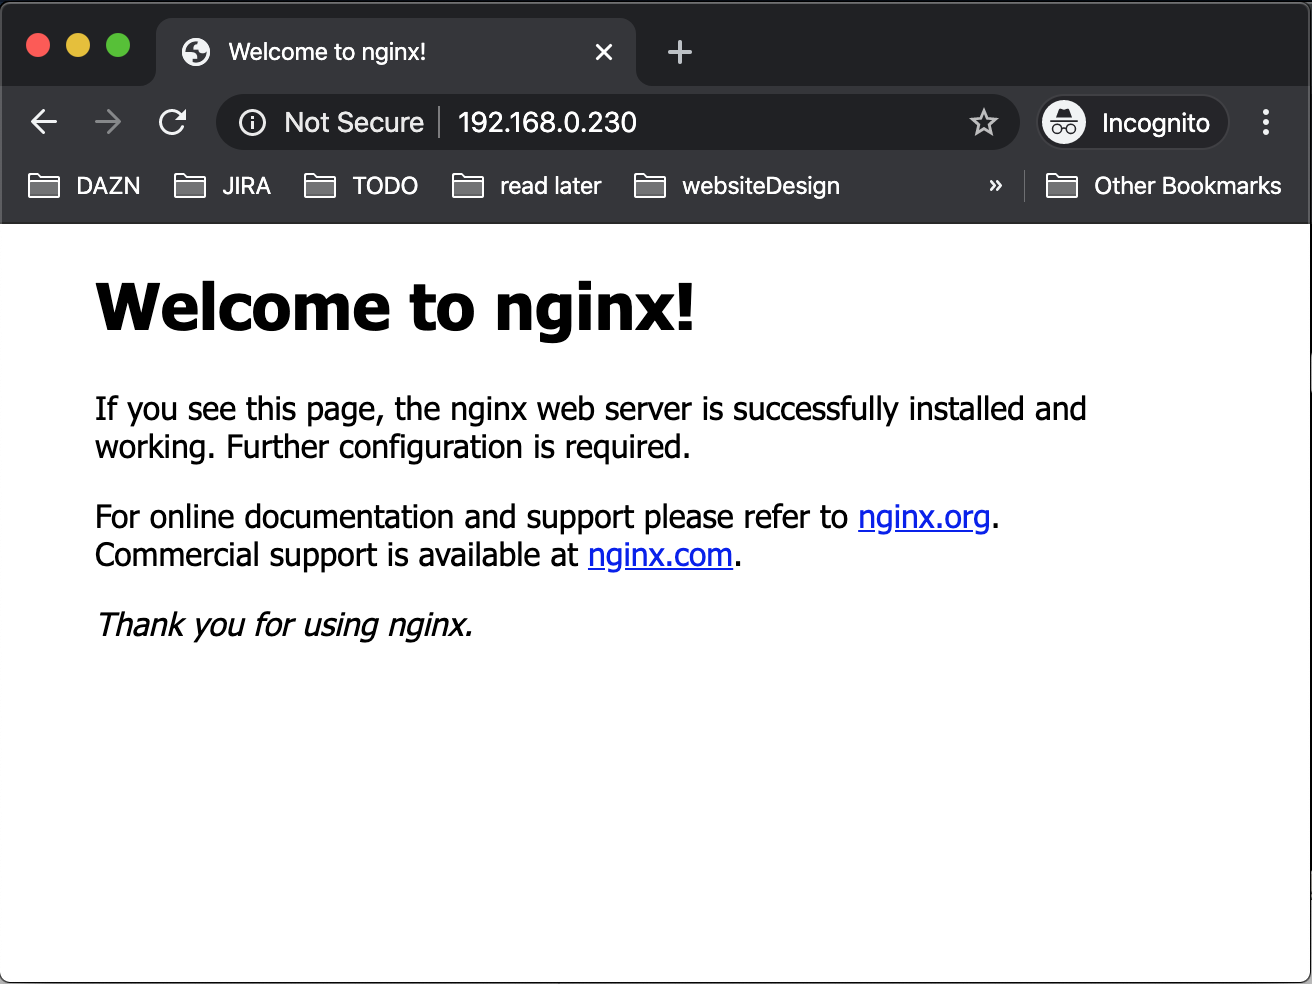 Welcome to nginx!
Not Secure | 192.168.0.230
Incognito
DAZN
JIRA
TODO
read later
websiteDesign
»
Other Bookmarks
Welcome to nginx!
If you see this page, the nginx web server is successfully installed and
working. Further configuration is required.
For online documentation and support please refer to nginx.org.
Commercial support is available at nginx.com.
Thank you for using nginx.